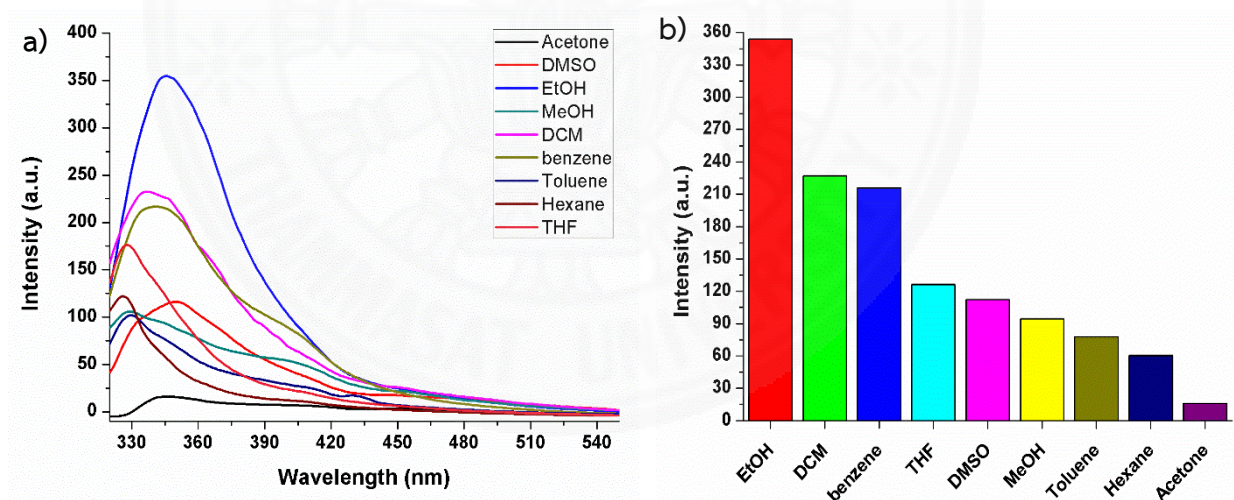 a)
400
350
300
250
200
150
100
50
0
Intensity (a.u.)
330 360 390 420 450 480 510 540
Wavelength (nm)
Acetone
DMSO
EtOH
MeOH
DCM
benzene
Toluene
Hexane
THF
b)
360
330
300
270
240
210
180
150
120
90
60
30
0
Intensity (a.u.)
EtOH DCM benzene THF DMSO MeOH Toluene Hexane Acetone